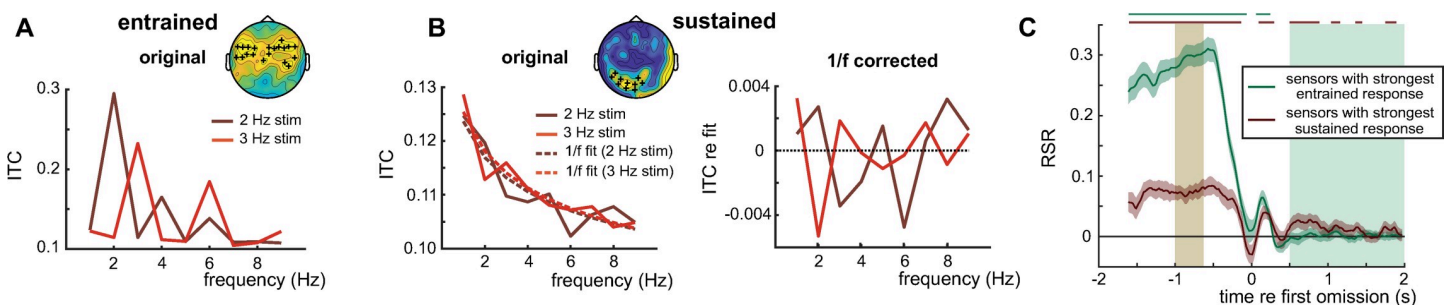 A
entrained
original
ITC
0.3
0.2
0.1
2 Hz stim
3 Hz stim
2 4 6 8
frequency (Hz)
B
sustained
original
ITC
0.13
0.12
0.11
0.10
2 Hz stim
3 Hz stim
1/f fit (2 Hz stim)
1/f fit (3 Hz stim)
2 4 6 8
frequency (Hz)
1/f corrected
ITC re fit
0.004
0
-0.004
2 4 6 8
frequency (Hz)
C
RSR
0.3
0.2
0.1
0
sensors with strongest
entrained response
sensors with strongest
sustained response
-2 -1 0 1 2
time re first omission (s)